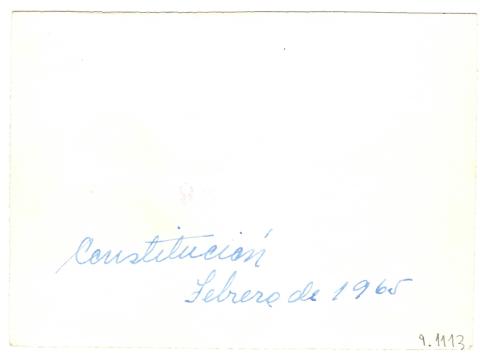 Constitución
Febrero de 1965
9.1113